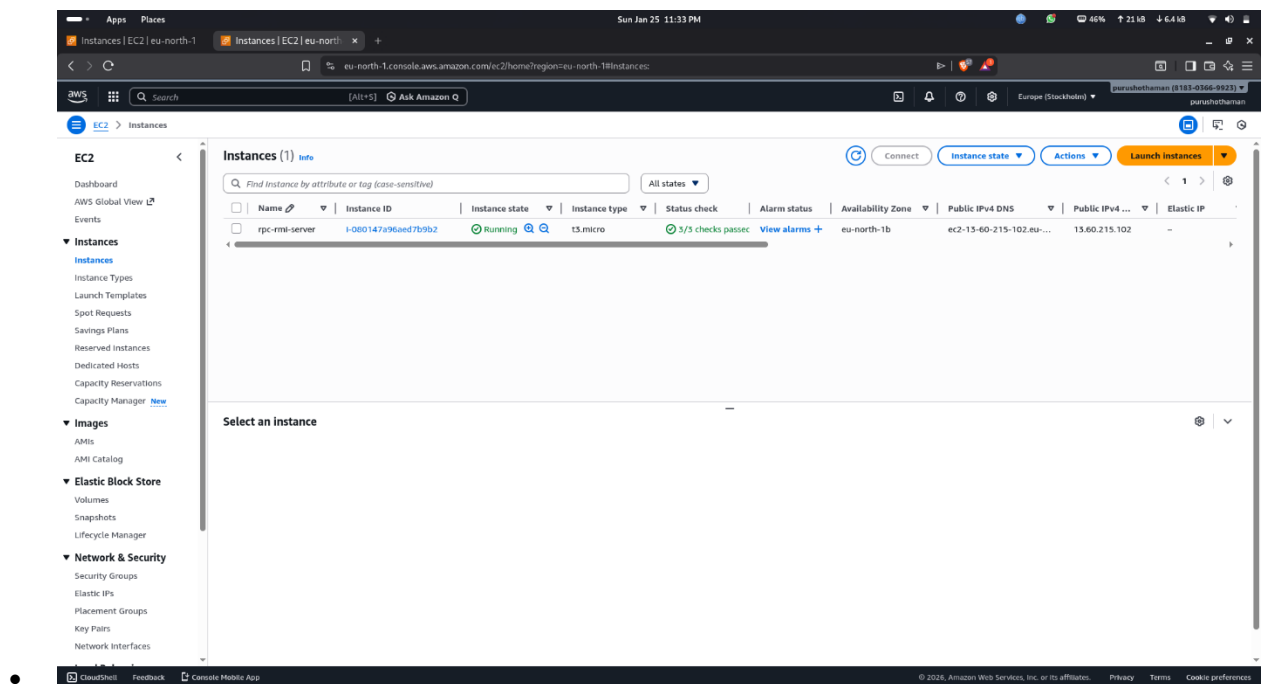 Apps Places Sun Jan 25 11:33 PM 46% ↑ 21 kB ↓ 6.4 kB
Instances | EC2 | eu-north-1 Instances | EC2 | eu-north × +
eu-north-1.console.aws.amazon.com/ec2/home?region=eu-north-1#Instances:
aws Search [Alt+S] Ask Amazon Q Europe (Stockholm) ▼ purushothaman (8183-0366-9923) ▼
purushothaman
EC2 > Instances
EC2 Instances (1) Info Connect Instance state ▼ Actions ▼ Launch instances ▼
Find Instance by attribute or tag (case-sensitive) All states ▼ < 1 >
Dashboard
AWS Global View
Events
Name Instance ID Instance state Instance type Status check Alarm status Availability Zone Public IPv4 DNS Public IPv4 ... Elastic IP
rpc-rmi-server i-080147a96aed7b9b2 Running t3.micro 3/3 checks passec View alarms + eu-north-1b ec2-13-60-215-102.eu-... 13.60.215.102 –
▼ Instances
Instances
Instance Types
Launch Templates
Spot Requests
Savings Plans
Reserved Instances
Dedicated Hosts
Capacity Reservations
Capacity Manager New
▼ Images
AMIs
AMI Catalog
▼ Elastic Block Store
Volumes
Snapshots
Lifecycle Manager
▼ Network & Security
Security Groups
Elastic IPs
Placement Groups
Key Pairs
Network Interfaces
Select an instance
CloudShell Feedback Console Mobile App © 2026, Amazon Web Services, Inc. or its affiliates. Privacy Terms Cookie preferences